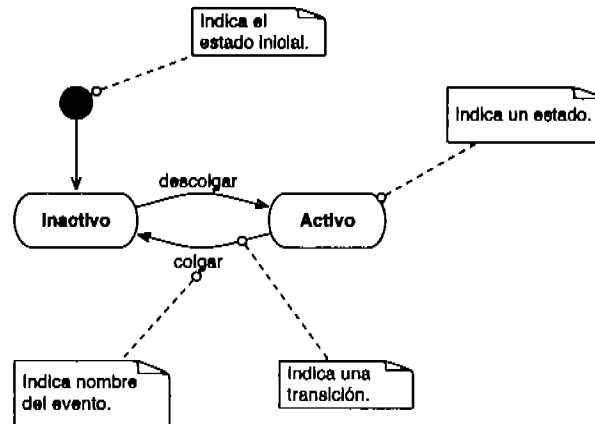 Indica el
estado inicial.
Indica un estado.
descolgar
Inactivo
Activo
colgar
Indica nombre
del evento.
Indica una
transición.